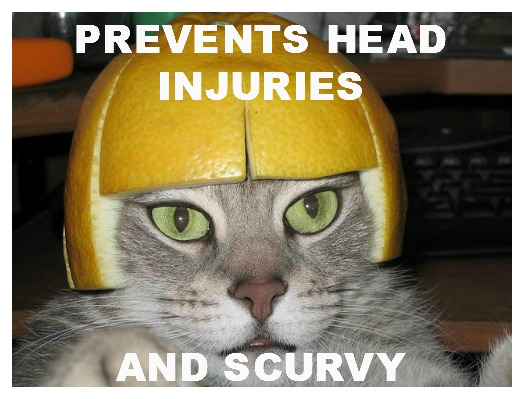 PREVENTS HEAD
INJURIES
AND SCURVY